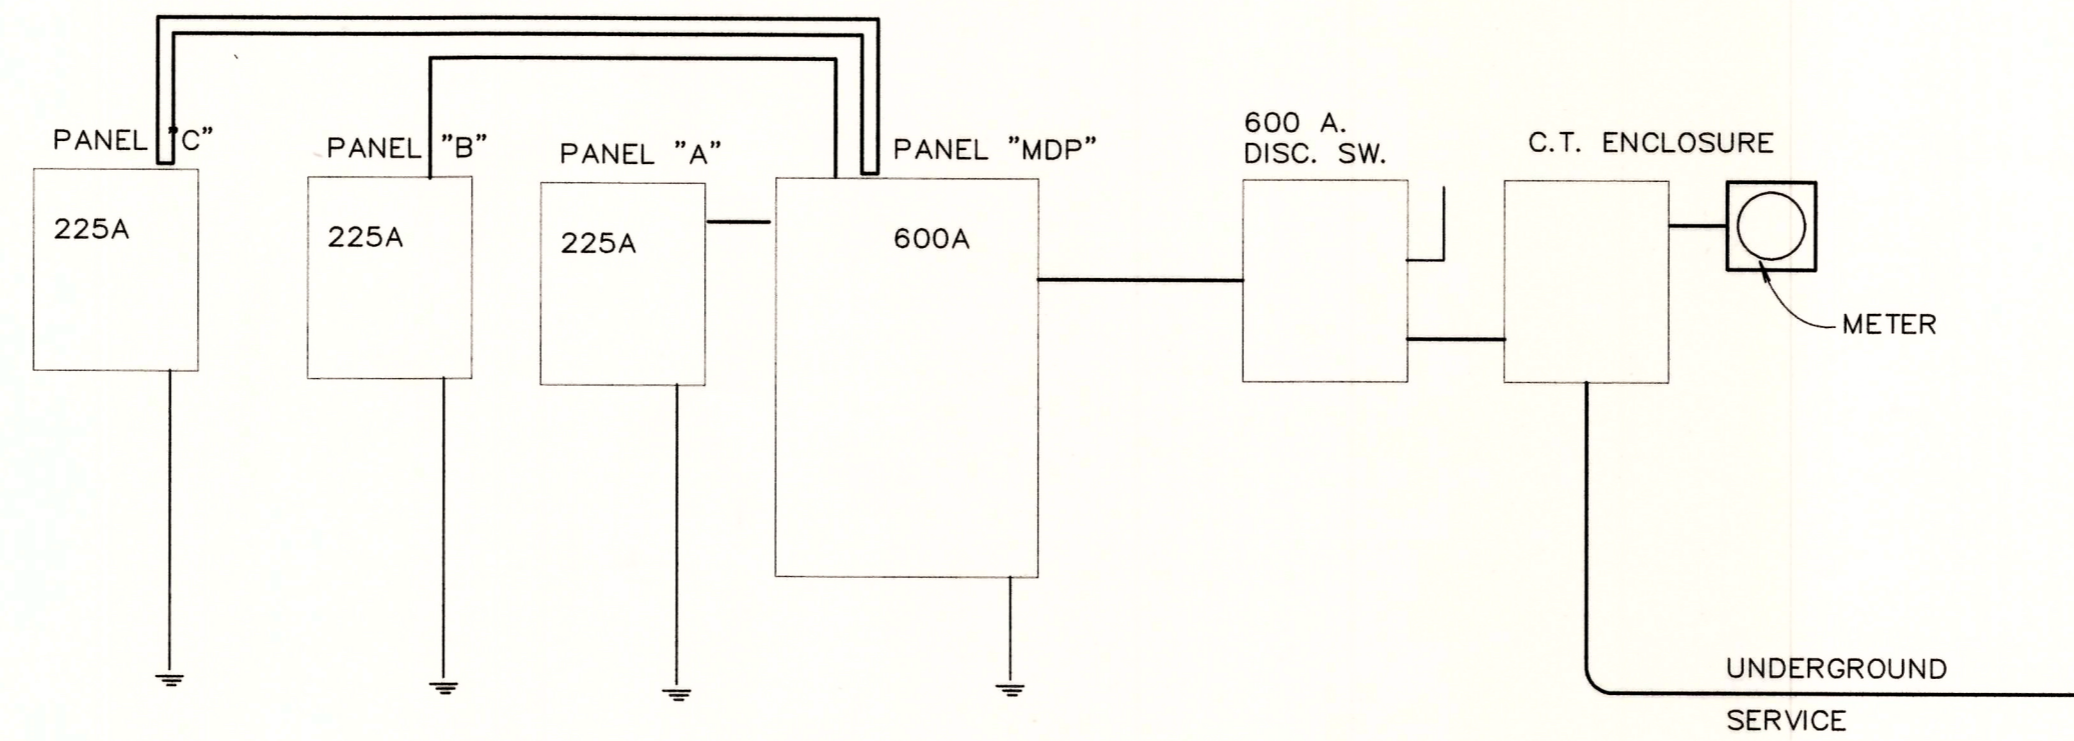 PANEL "C"
225A
PANEL "B"
225A
PANEL "A"
225A
PANEL "MDP"
600A
600 A.
DISC. SW.
C.T. ENCLOSURE
METER
UNDERGROUND
SERVICE